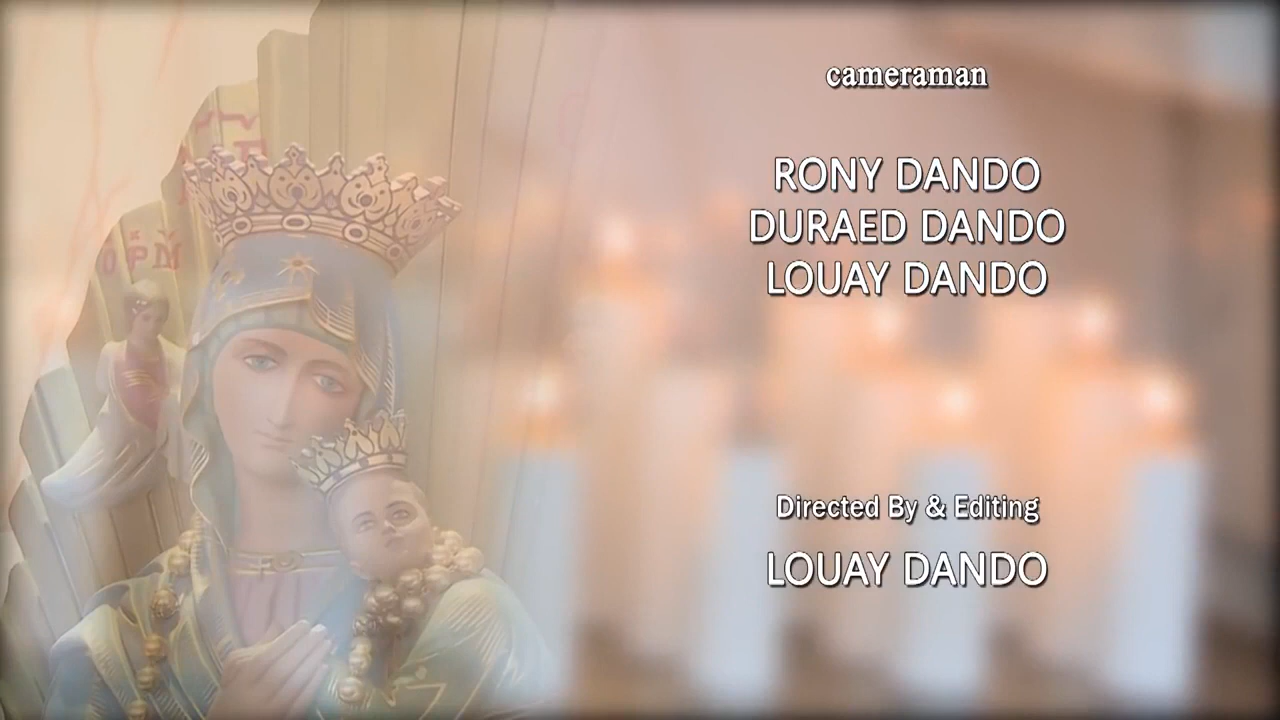 cameraman
RONY DANDO
DURAED DANDO
LOUAY DANDO
Directed By & Editing
LOUAY DANDO